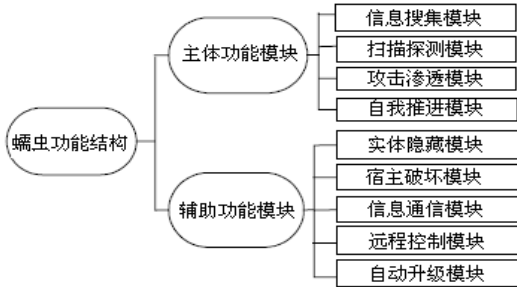 蠕虫功能结构
主体功能模块
信息搜集模块
扫描探测模块
攻击渗透模块
自我推进模块
辅助功能模块
实体隐藏模块
宿主破坏模块
信息通信模块
远程控制模块
自动升级模块